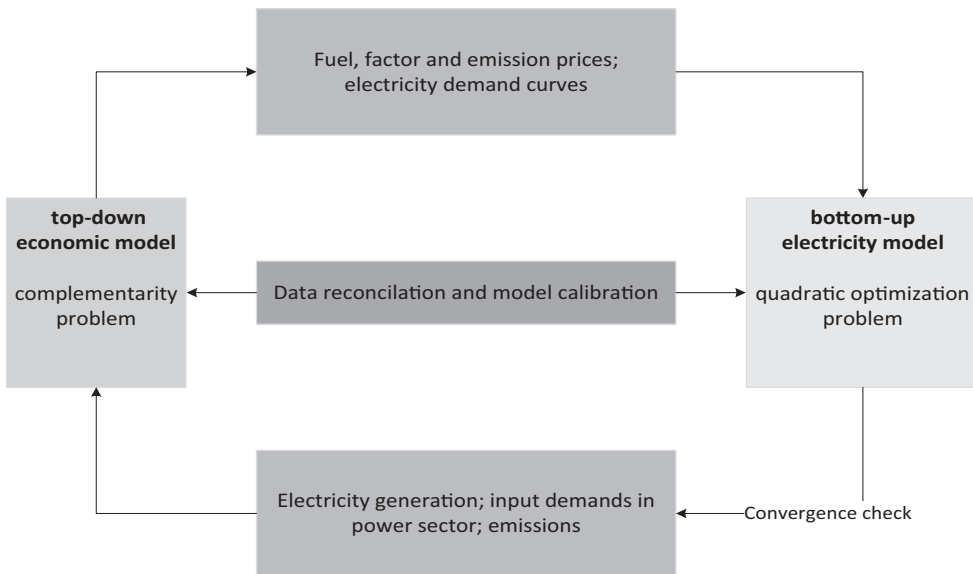 Fuel, factor and emission prices;
electricity demand curves
top-down
economic model
complementarity
problem
Data reconcilation and model calibration
bottom-up
electricity model
quadratic optimization
problem
Electricity generation; input demands in
power sector; emissions
Convergence check